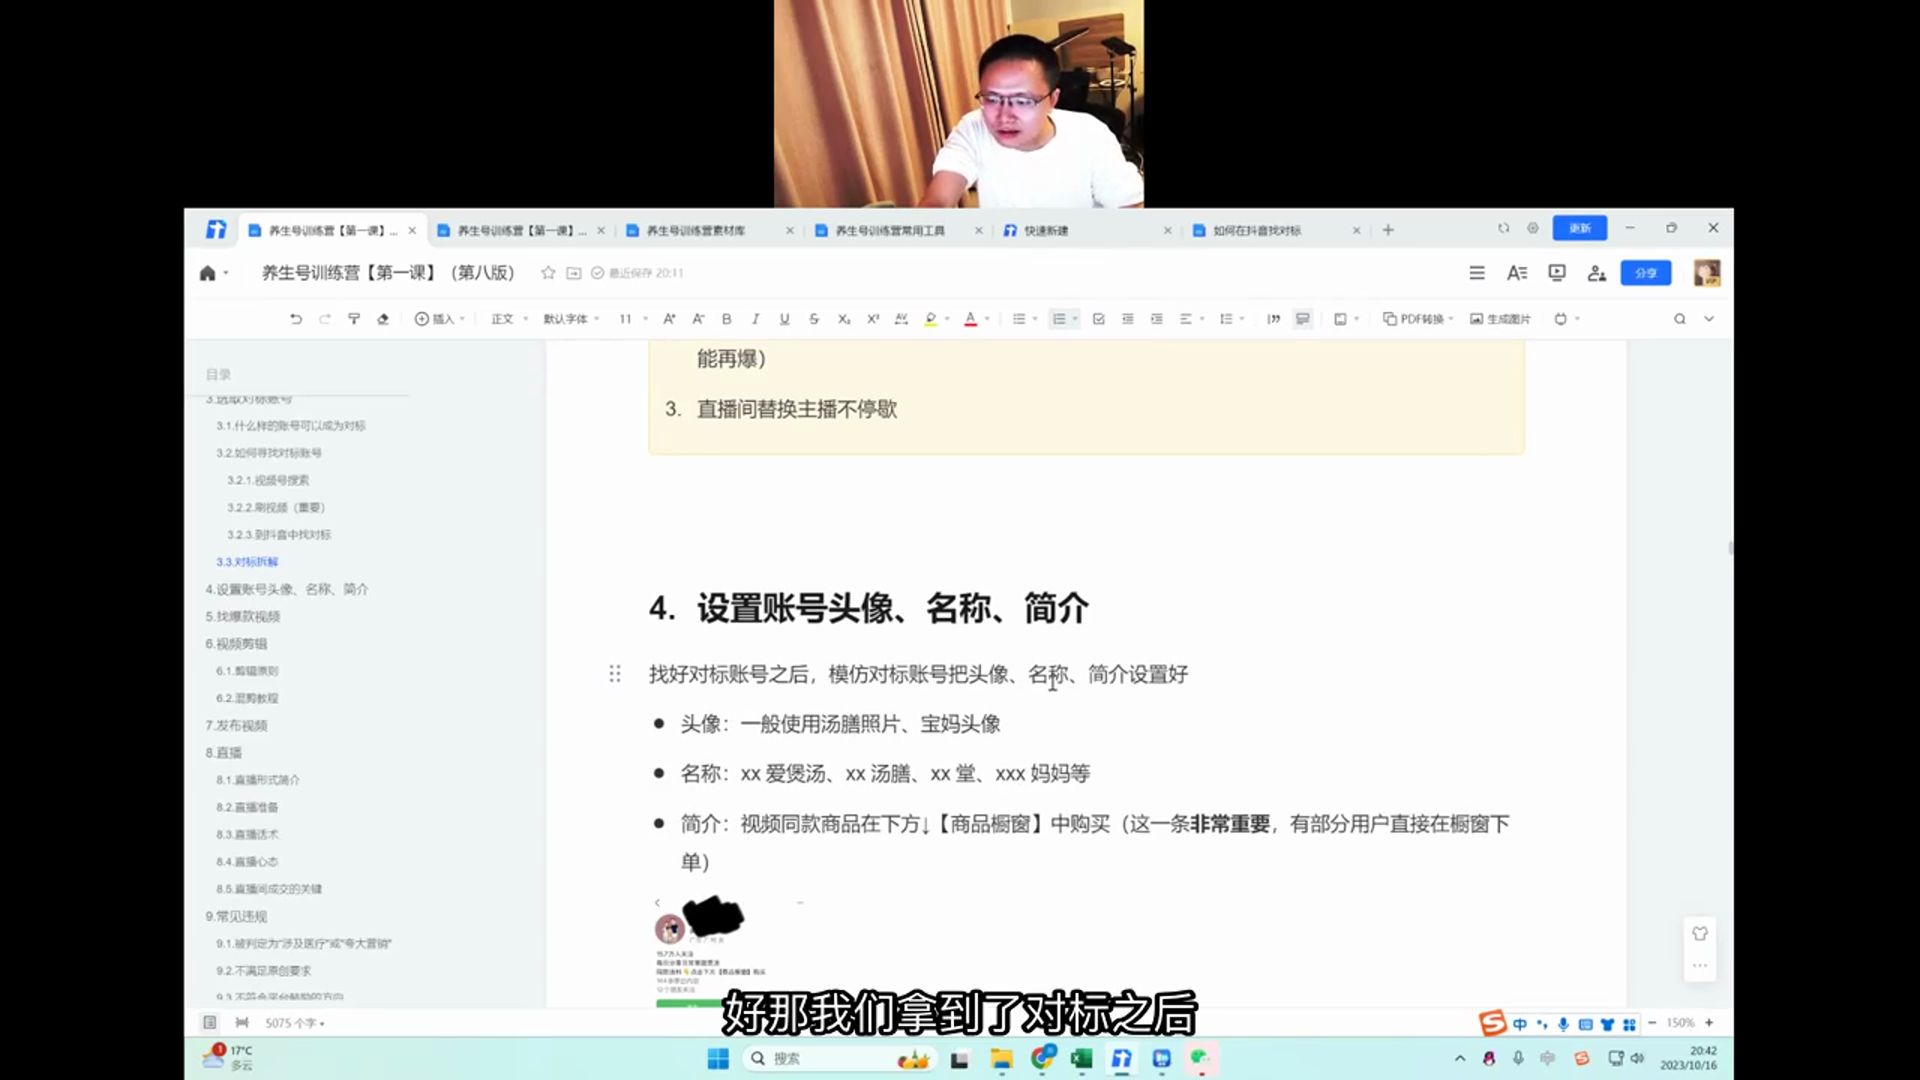 养生号训练营【第一课】...
养生号训练营【第一课】...
养生号训练营素材库
养生号训练营常用工具
快速新建
如何在抖音找对标
更新
养生号训练营【第一课】（第八版）
最近保存 20:11
分享
插入
正文
默认字体
11
PDF转换
生成图片
目录
3.选取对标账号
3.1.什么样的账号可以成为对标
3.2.如何寻找对标账号
3.2.1.视频号搜索
3.2.2.刷视频（重要）
3.2.3.到抖音中找对标
3.3.对标拆解
4.设置账号头像、名称、简介
5.找爆款视频
6.视频剪辑
6.1.剪辑原则
6.2.混剪教程
7.发布视频
8.直播
8.1.直播形式简介
8.2.直播准备
8.3.直播话术
8.4.直播心态
8.5.直播间成交的关键
9.常见违规
9.1.被判定为“涉及医疗”或“夸大营销”
9.2.不满足原创要求
9.3.不符合平台鼓励的方向
能再爆）
3. 直播间替换主播不停歇
4. 设置账号头像、名称、简介
找好对标账号之后，模仿对标账号把头像、名称、简介设置好
● 头像：一般使用汤膳照片、宝妈头像
● 名称：xx 爱煲汤、xx 汤膳、xx 堂、xxx 妈妈等
● 简介：视频同款商品在下方↓【商品橱窗】中购买（这一条非常重要，有部分用户直接在橱窗下
单）
好那我们拿到了对标之后
5075 个字
中
150%
17°C
多云
搜索
20:42
2023/10/16